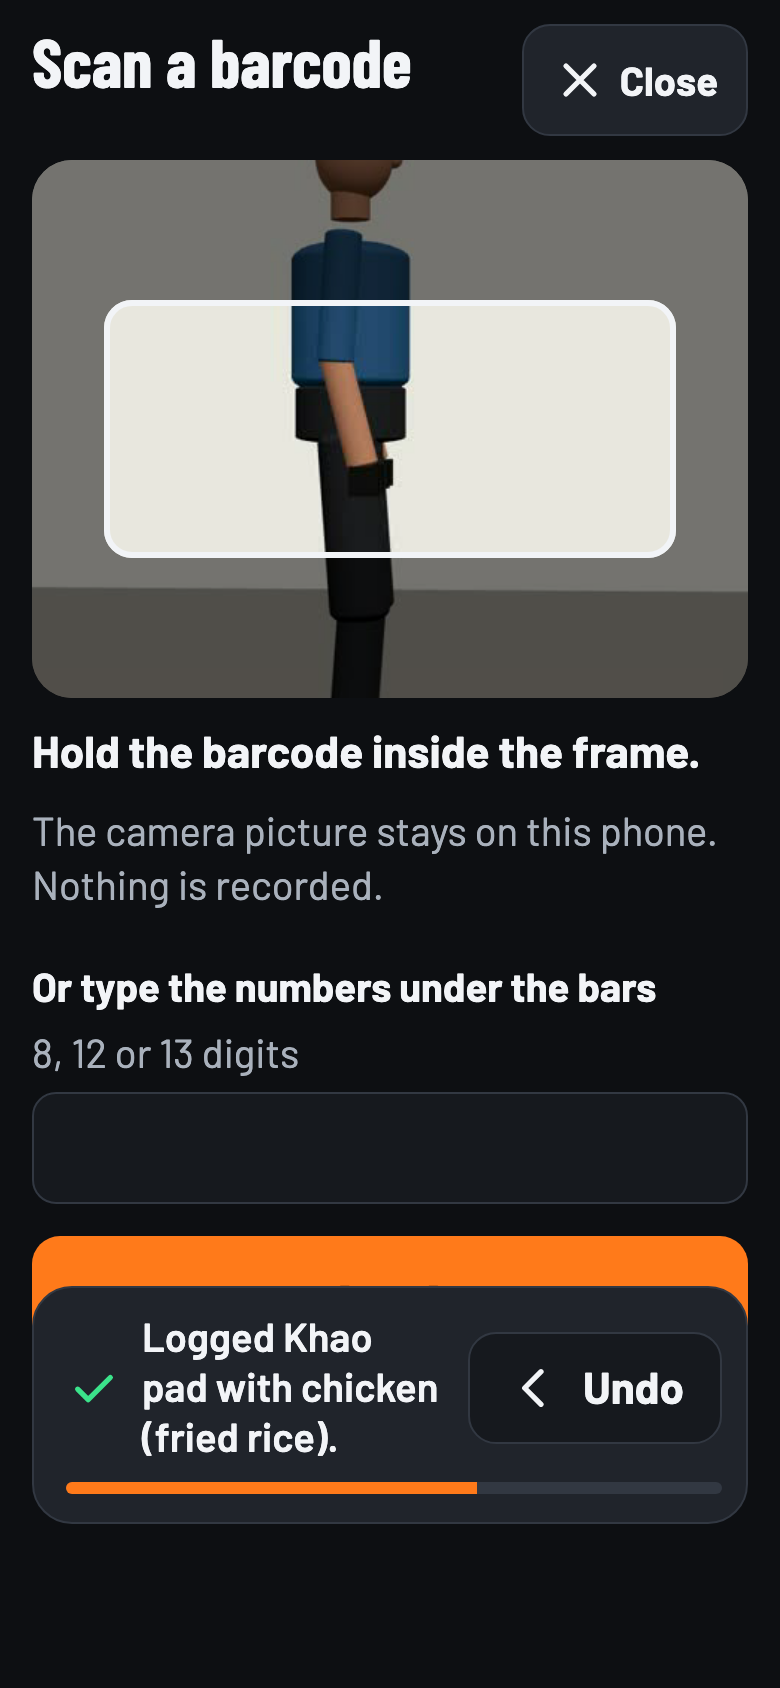 Scan a barcode
Close
Hold the barcode inside the frame.
The camera picture stays on this phone.
Nothing is recorded.
Or type the numbers under the bars
8, 12 or 13 digits
Logged Khao
pad with chicken
(fried rice).
Undo